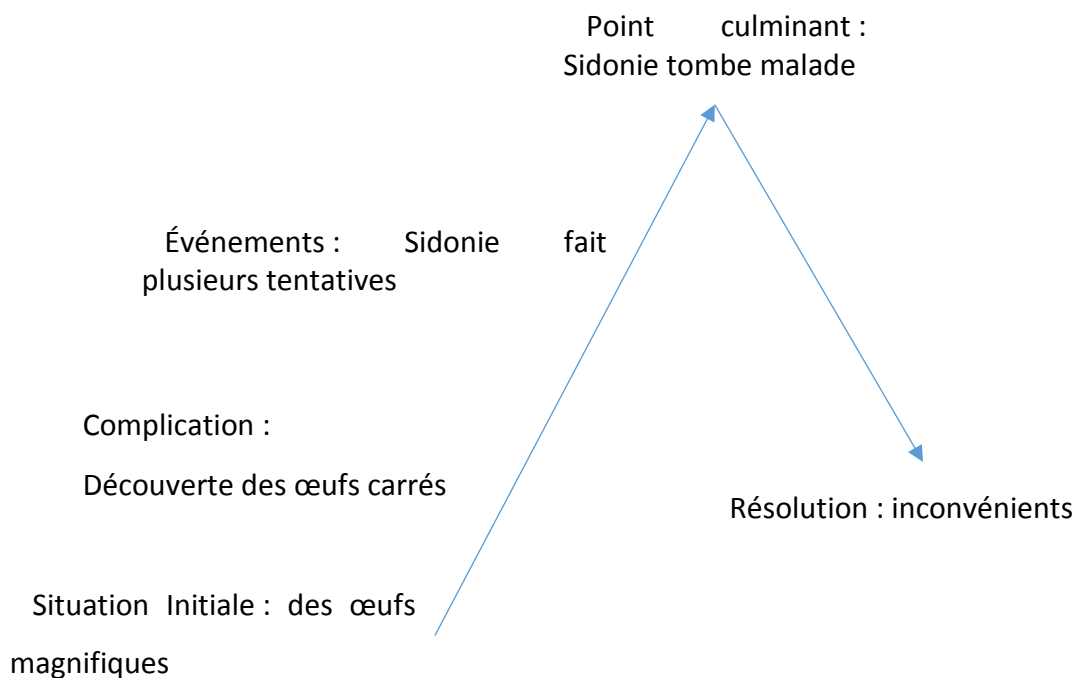 Point culminant :
Sidonie tombe malade
Événements : Sidonie fait
plusieurs tentatives
Complication :
Découverte des œufs carrés
Résolution : inconvénients
Situation Initiale : des œufs
magnifiques